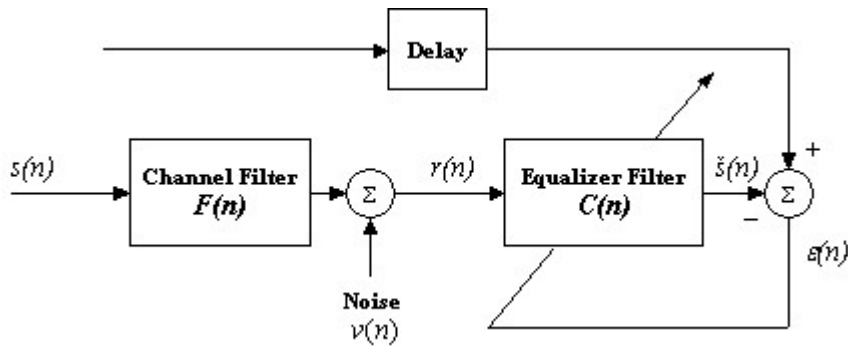 Delay
s(n)
Channel Filter
F(n)
Σ
r(n)
Equalizer Filter
C(n)
š(n)
+
Σ
−
ε(n)
Noise
v(n)